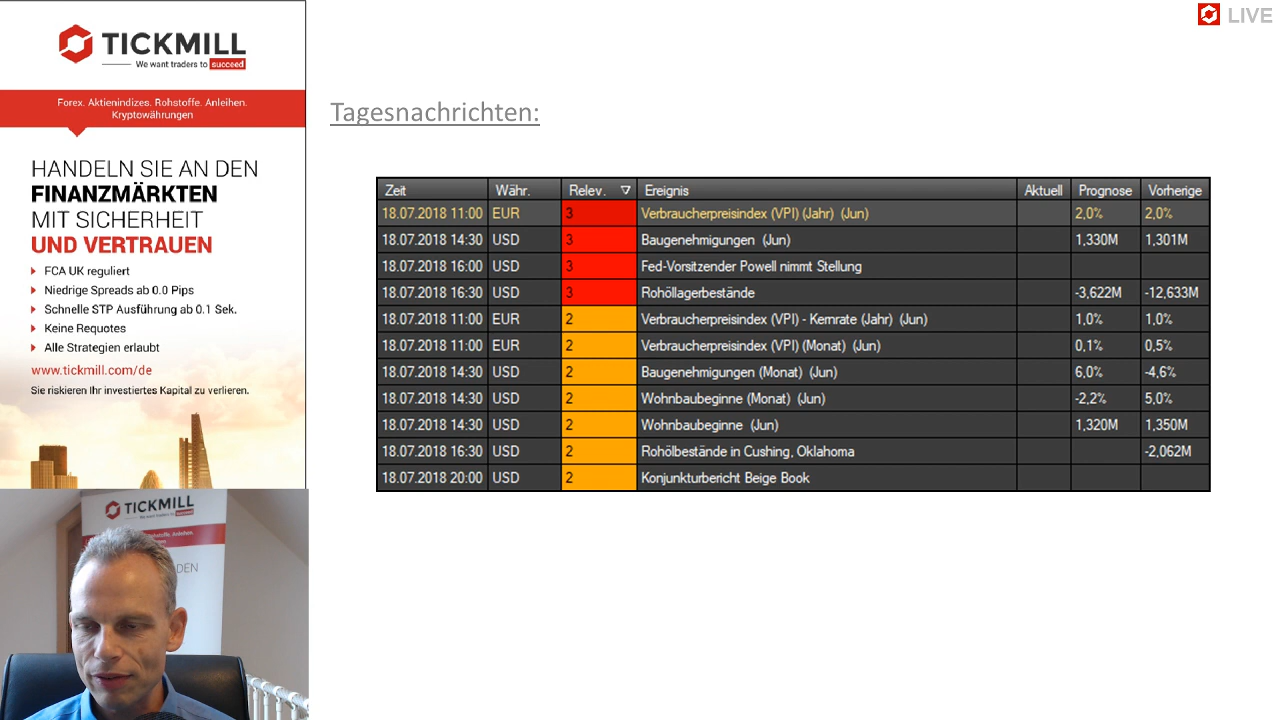 TICKMILL
We want traders to succeed
Forex. Aktienindizes. Rohstoffe. Anleihen.
Kryptowährungen
HANDELN SIE AN DEN
FINANZMÄRKTEN
MIT SICHERHEIT
UND VERTRAUEN
FCA UK reguliert
Niedrige Spreads ab 0.0 Pips
Schnelle STP Ausführung ab 0.1 Sek.
Keine Requotes
Alle Strategien erlaubt
www.tickmill.com/de
Sie riskieren Ihr investiertes Kapital zu verlieren.
LIVE
Tagesnachrichten:
Zeit Währ. Relev. Ereignis Aktuell Prognose Vorherige
18.07.2018 11:00 EUR 3 Verbraucherpreisindex (VPI) (Jahr) (Jun) 2,0% 2,0%
18.07.2018 14:30 USD 3 Baugenehmigungen (Jun) 1,330M 1,301M
18.07.2018 16:00 USD 3 Fed-Vorsitzender Powell nimmt Stellung
18.07.2018 16:30 USD 3 Rohöllagerbestände -3,622M -12,633M
18.07.2018 11:00 EUR 2 Verbraucherpreisindex (VPI) - Kernrate (Jahr) (Jun) 1,0% 1,0%
18.07.2018 11:00 EUR 2 Verbraucherpreisindex (VPI) (Monat) (Jun) 0,1% 0,5%
18.07.2018 14:30 USD 2 Baugenehmigungen (Monat) (Jun) 6,0% -4,6%
18.07.2018 14:30 USD 2 Wohnbaubeginne (Monat) (Jun) -2,2% 5,0%
18.07.2018 14:30 USD 2 Wohnbaubeginne (Jun) 1,320M 1,350M
18.07.2018 16:30 USD 2 Rohölbestände in Cushing, Oklahoma -2,062M
18.07.2018 20:00 USD 2 Konjunkturbericht Beige Book
TICKMILL
We want traders to succeed
Rohstoffe. Anleihen.
DEN